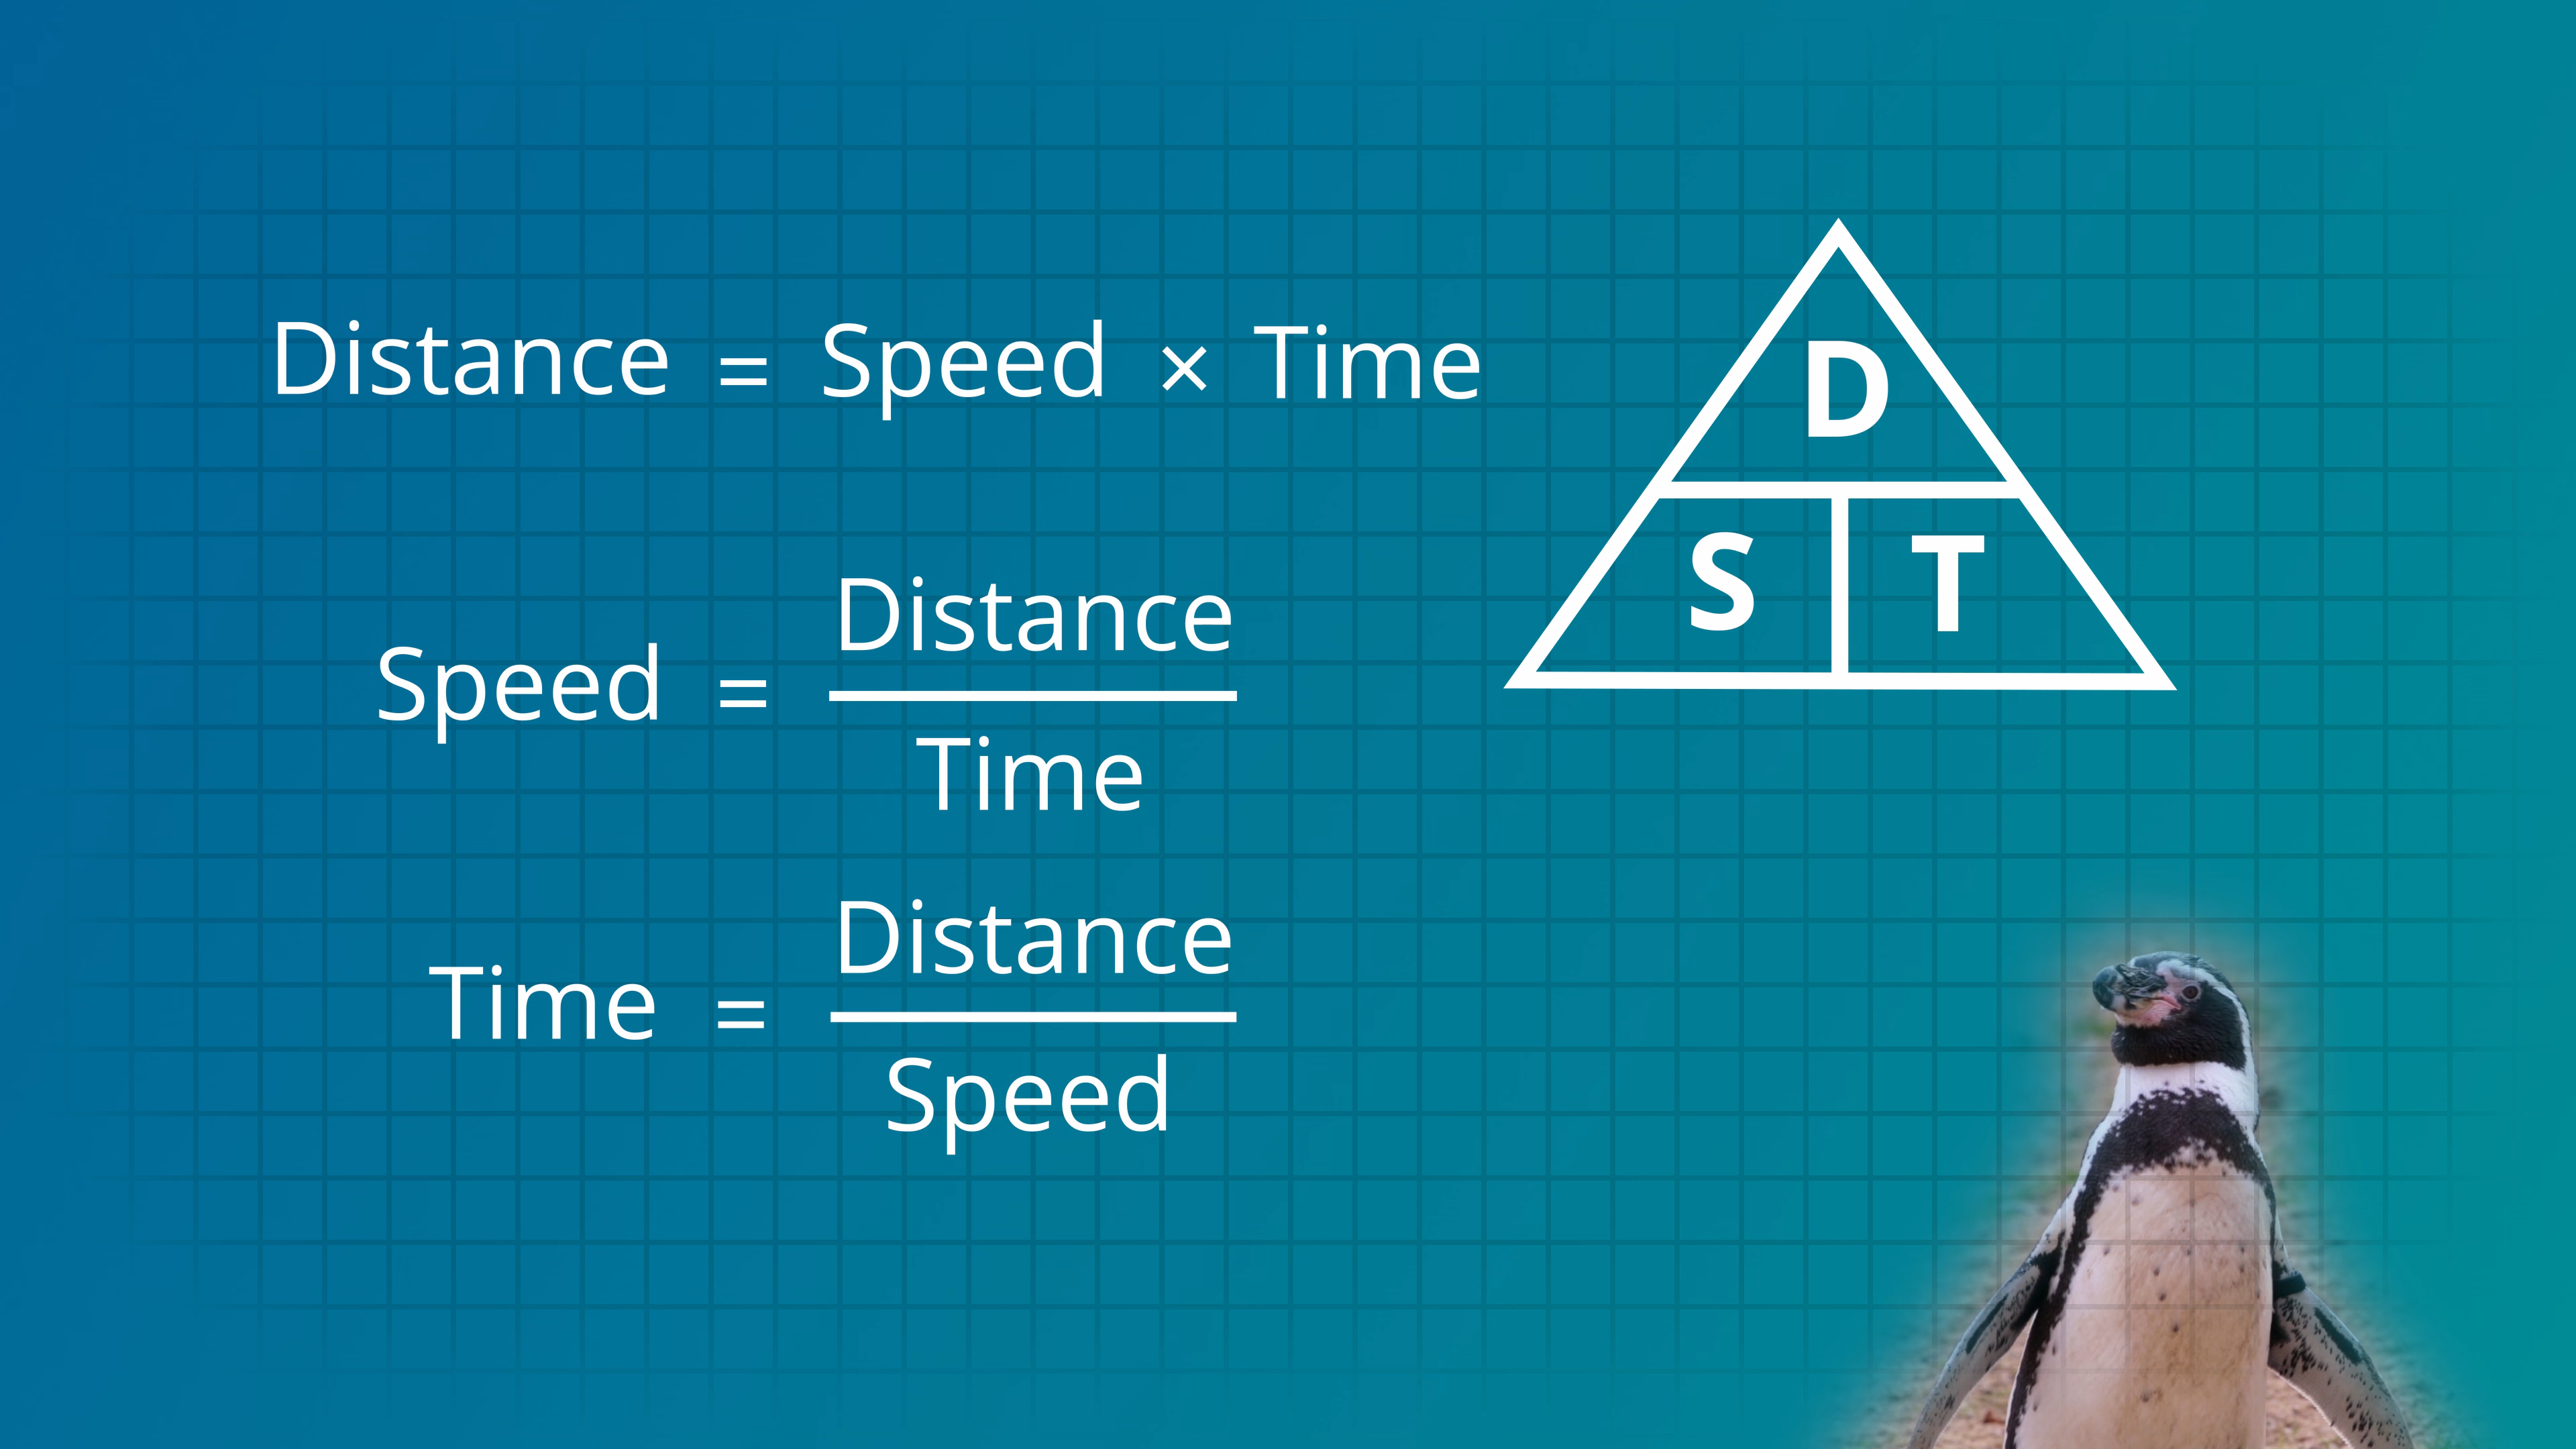 Distance = Speed × Time
Speed = Distance
Time
Time = Distance
Speed
D
S T